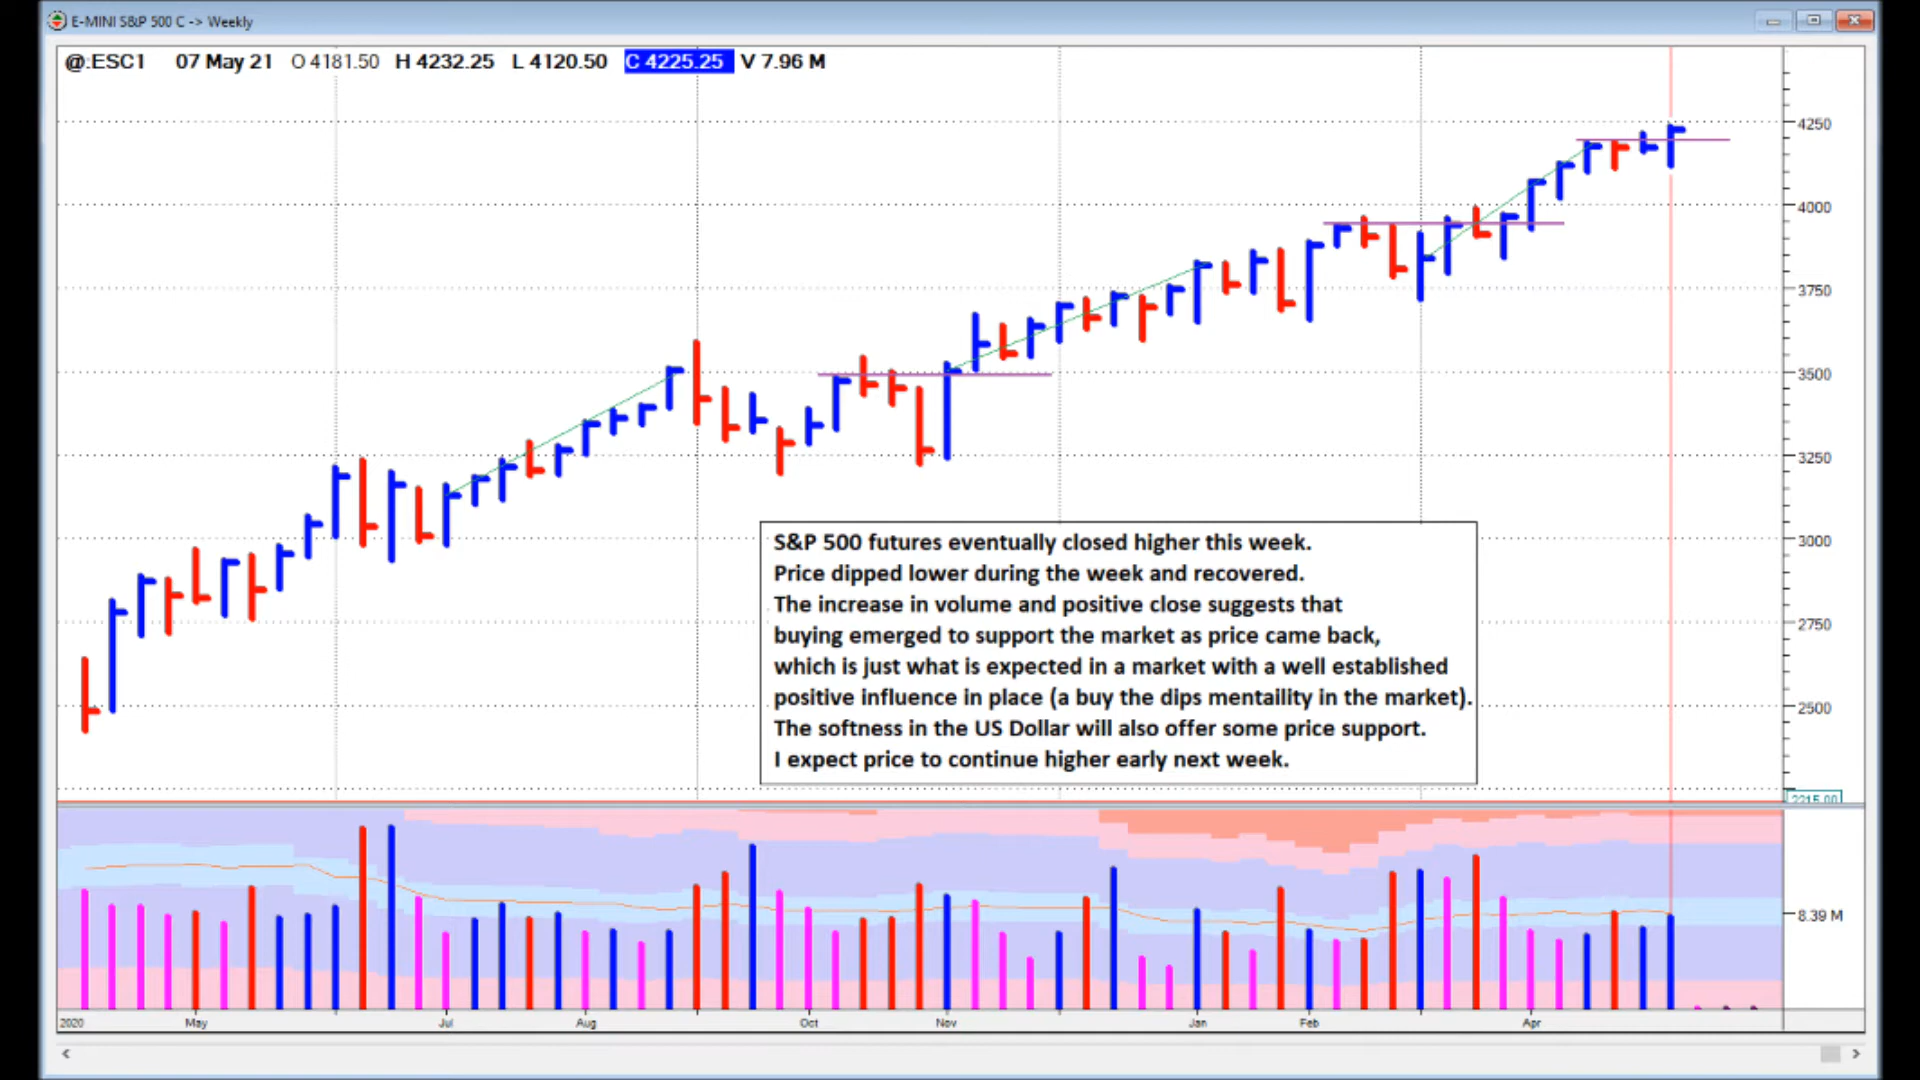 E-MINI S&P 500 C -> Weekly
@:ESC1 07 May 21 O 4181.50 H 4232.25 L 4120.50 C 4225.25 V 7.96 M
4250
4000
3750
3500
3250
3000
2750
2500
2215.00
S&P 500 futures eventually closed higher this week.
Price dipped lower during the week and recovered.
The increase in volume and positive close suggests that
buying emerged to support the market as price came back,
which is just what is expected in a market with a well established
positive influence in place (a buy the dips mentaility in the market).
The softness in the US Dollar will also offer some price support.
I expect price to continue higher early next week.
8.39 M
2020 May Jul Aug Oct Nov Jan Feb Apr